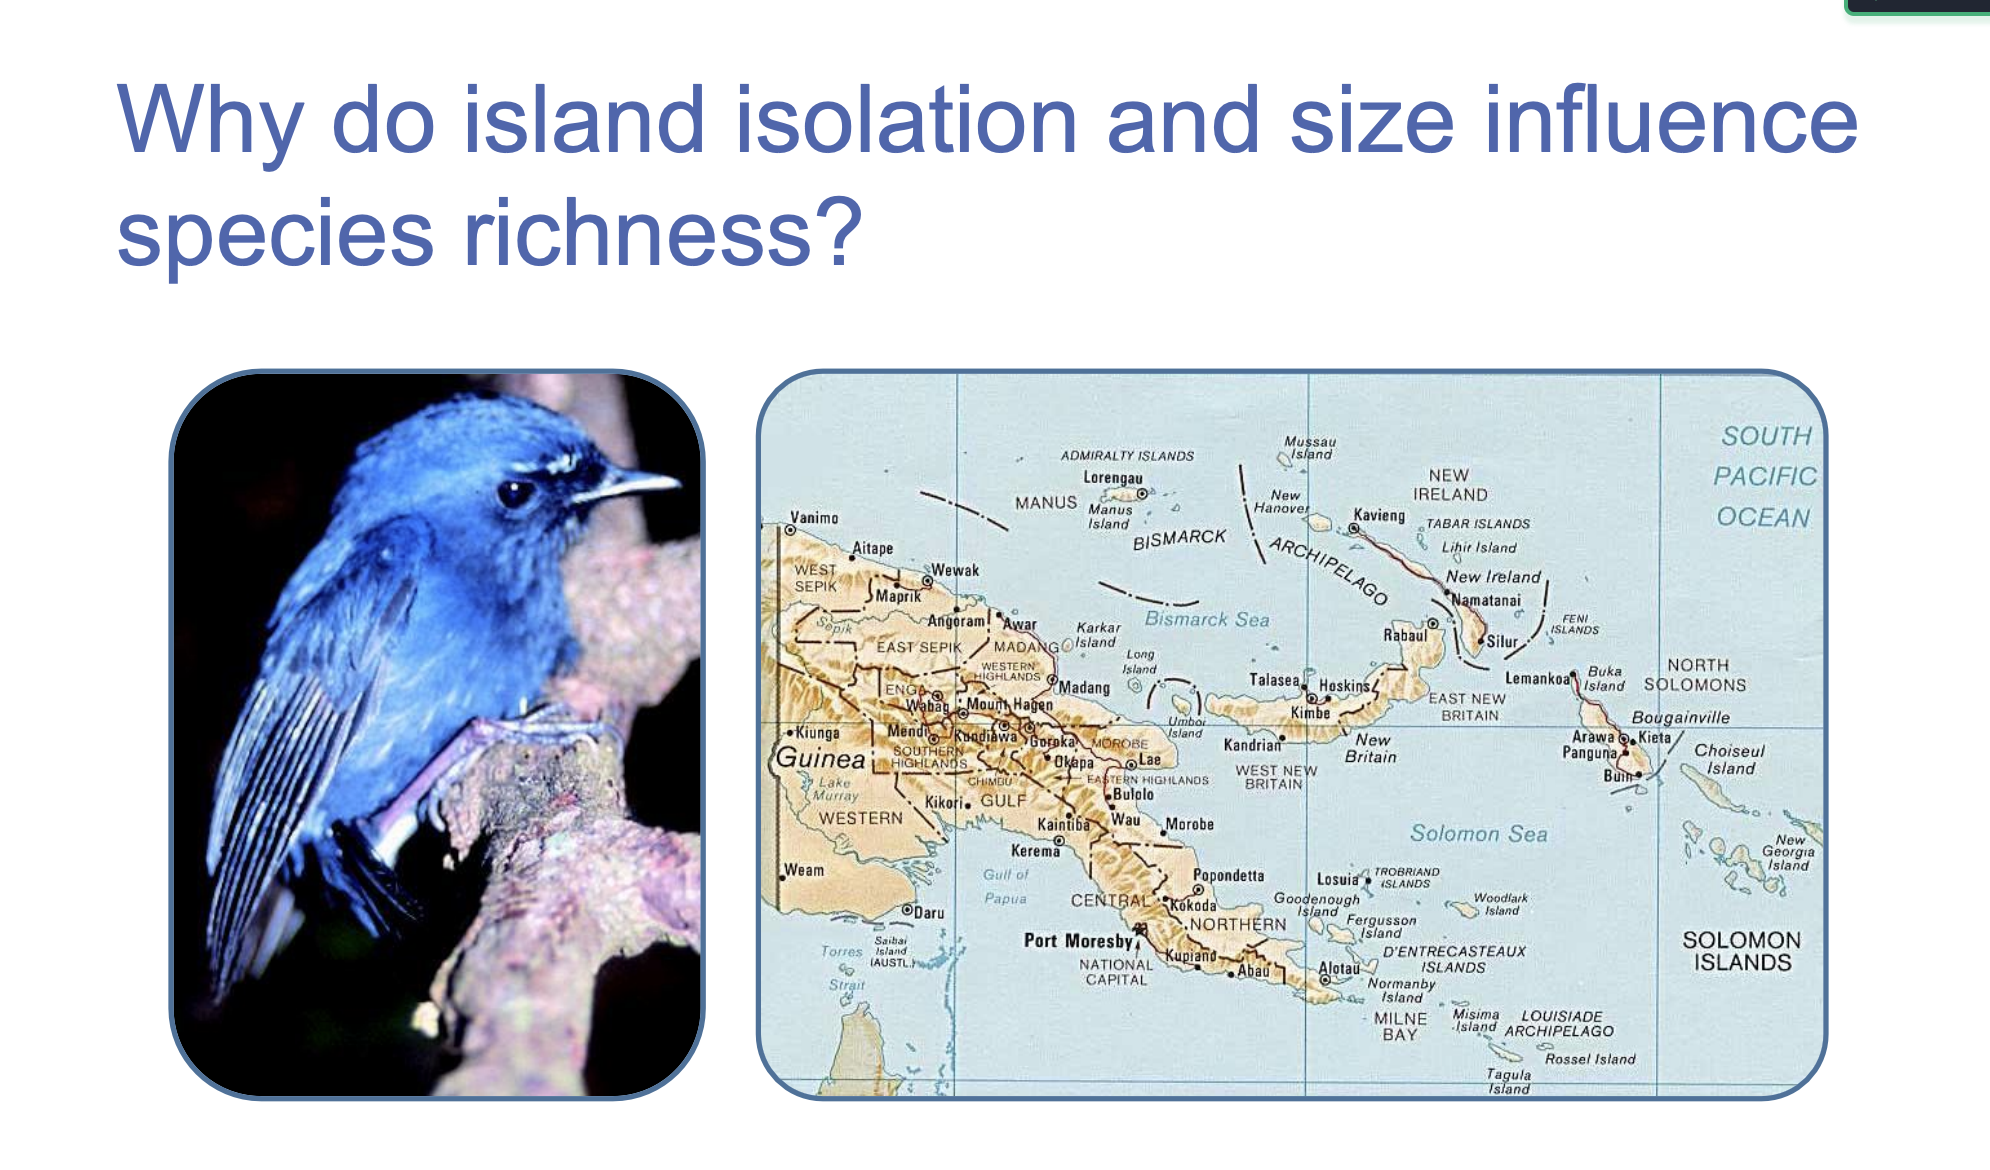 Why do island isolation and size influence
species richness?
SOUTH
PACIFIC
OCEAN
Mussau
Island
ADMIRALTY ISLANDS
Lorengau
MANUS
Manus
Island
BISMARCK
ARCHIPELAGO
New
Hanover
NEW
IRELAND
Kavieng
TABAR ISLANDS
Lihir Island
New Ireland
Namatanai
FENI
ISLANDS
Silur
Rabaul
Vanimo
Aitape
WEST
SEPIK
Wewak
Maprik
Angoram
Awar
Sepik
EAST SEPIK
MADANG
Karkar
Island
Bismarck Sea
WESTERN
HIGHLANDS
Long
Island
Madang
ENGA
Wabag
Mount Hagen
Talasea
Hoskins
Kimbe
EAST NEW
BRITAIN
Lemankoa
Buka
Island
NORTH
SOLOMONS
Bougainville
Umboi
Island
Kiunga
Mendi
Kundiawa
Goroka
MOROBE
SOUTHERN
HIGHLANDS
Okapa
Lae
Kandrian
New
Britain
WEST NEW
BRITAIN
Arawa
Kieta
Panguna
Buin
Choiseul
Island
Guinea
Lake
Murray
CHIMBU
EASTERN HIGHLANDS
Kikori
GULF
Bulolo
WESTERN
Kaintiba
Wau
Morobe
Solomon Sea
New
Georgia
Island
Kerema
Weam
Gulf of
Papua
Popondetta
Losuia
TROBRIAND
ISLANDS
CENTRAL
Kokoda
Goodenough
Island
Woodlark
Island
Daru
NORTHERN
Fergusson
Island
Port Moresby
NATIONAL
CAPITAL
Saibai
Island
(AUSTL.)
Torres
Strait
Kupiano
Abau
Alotau
D'ENTRECASTEAUX
ISLANDS
Normanby
Island
SOLOMON
ISLANDS
MILNE
BAY
Misima
Island
LOUISIADE
ARCHIPELAGO
Rossel Island
Tagula
Island